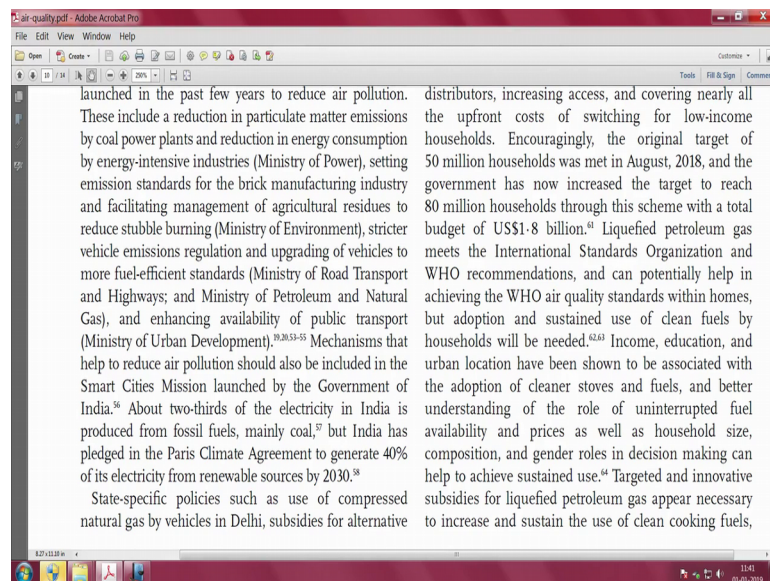 air-quality.pdf - Adobe Acrobat Pro
File Edit View Window Help
Open Create Customize
10 / 14 250% Tools Fill & Sign Commen
launched in the past few years to reduce air pollution.
These include a reduction in particulate matter emissions
by coal power plants and reduction in energy consumption
by energy-intensive industries (Ministry of Power), setting
emission standards for the brick manufacturing industry
and facilitating management of agricultural residues to
reduce stubble burning (Ministry of Environment), stricter
vehicle emissions regulation and upgrading of vehicles to
more fuel-efficient standards (Ministry of Road Transport
and Highways; and Ministry of Petroleum and Natural
Gas), and enhancing availability of public transport
(Ministry of Urban Development).19,20,53–55 Mechanisms that
help to reduce air pollution should also be included in the
Smart Cities Mission launched by the Government of
India.56 About two-thirds of the electricity in India is
produced from fossil fuels, mainly coal,57 but India has
pledged in the Paris Climate Agreement to generate 40%
of its electricity from renewable sources by 2030.58
State-specific policies such as use of compressed
natural gas by vehicles in Delhi, subsidies for alternative
distributors, increasing access, and covering nearly all
the upfront costs of switching for low-income
households. Encouragingly, the original target of
50 million households was met in August, 2018, and the
government has now increased the target to reach
80 million households through this scheme with a total
budget of US$1·8 billion.61 Liquefied petroleum gas
meets the International Standards Organization and
WHO recommendations, and can potentially help in
achieving the WHO air quality standards within homes,
but adoption and sustained use of clean fuels by
households will be needed.62,63 Income, education, and
urban location have been shown to be associated with
the adoption of cleaner stoves and fuels, and better
understanding of the role of uninterrupted fuel
availability and prices as well as household size,
composition, and gender roles in decision making can
help to achieve sustained use.64 Targeted and innovative
subsidies for liquefied petroleum gas appear necessary
to increase and sustain the use of clean cooking fuels,
8.27 x 11.10 in
11:41
01-01-2019